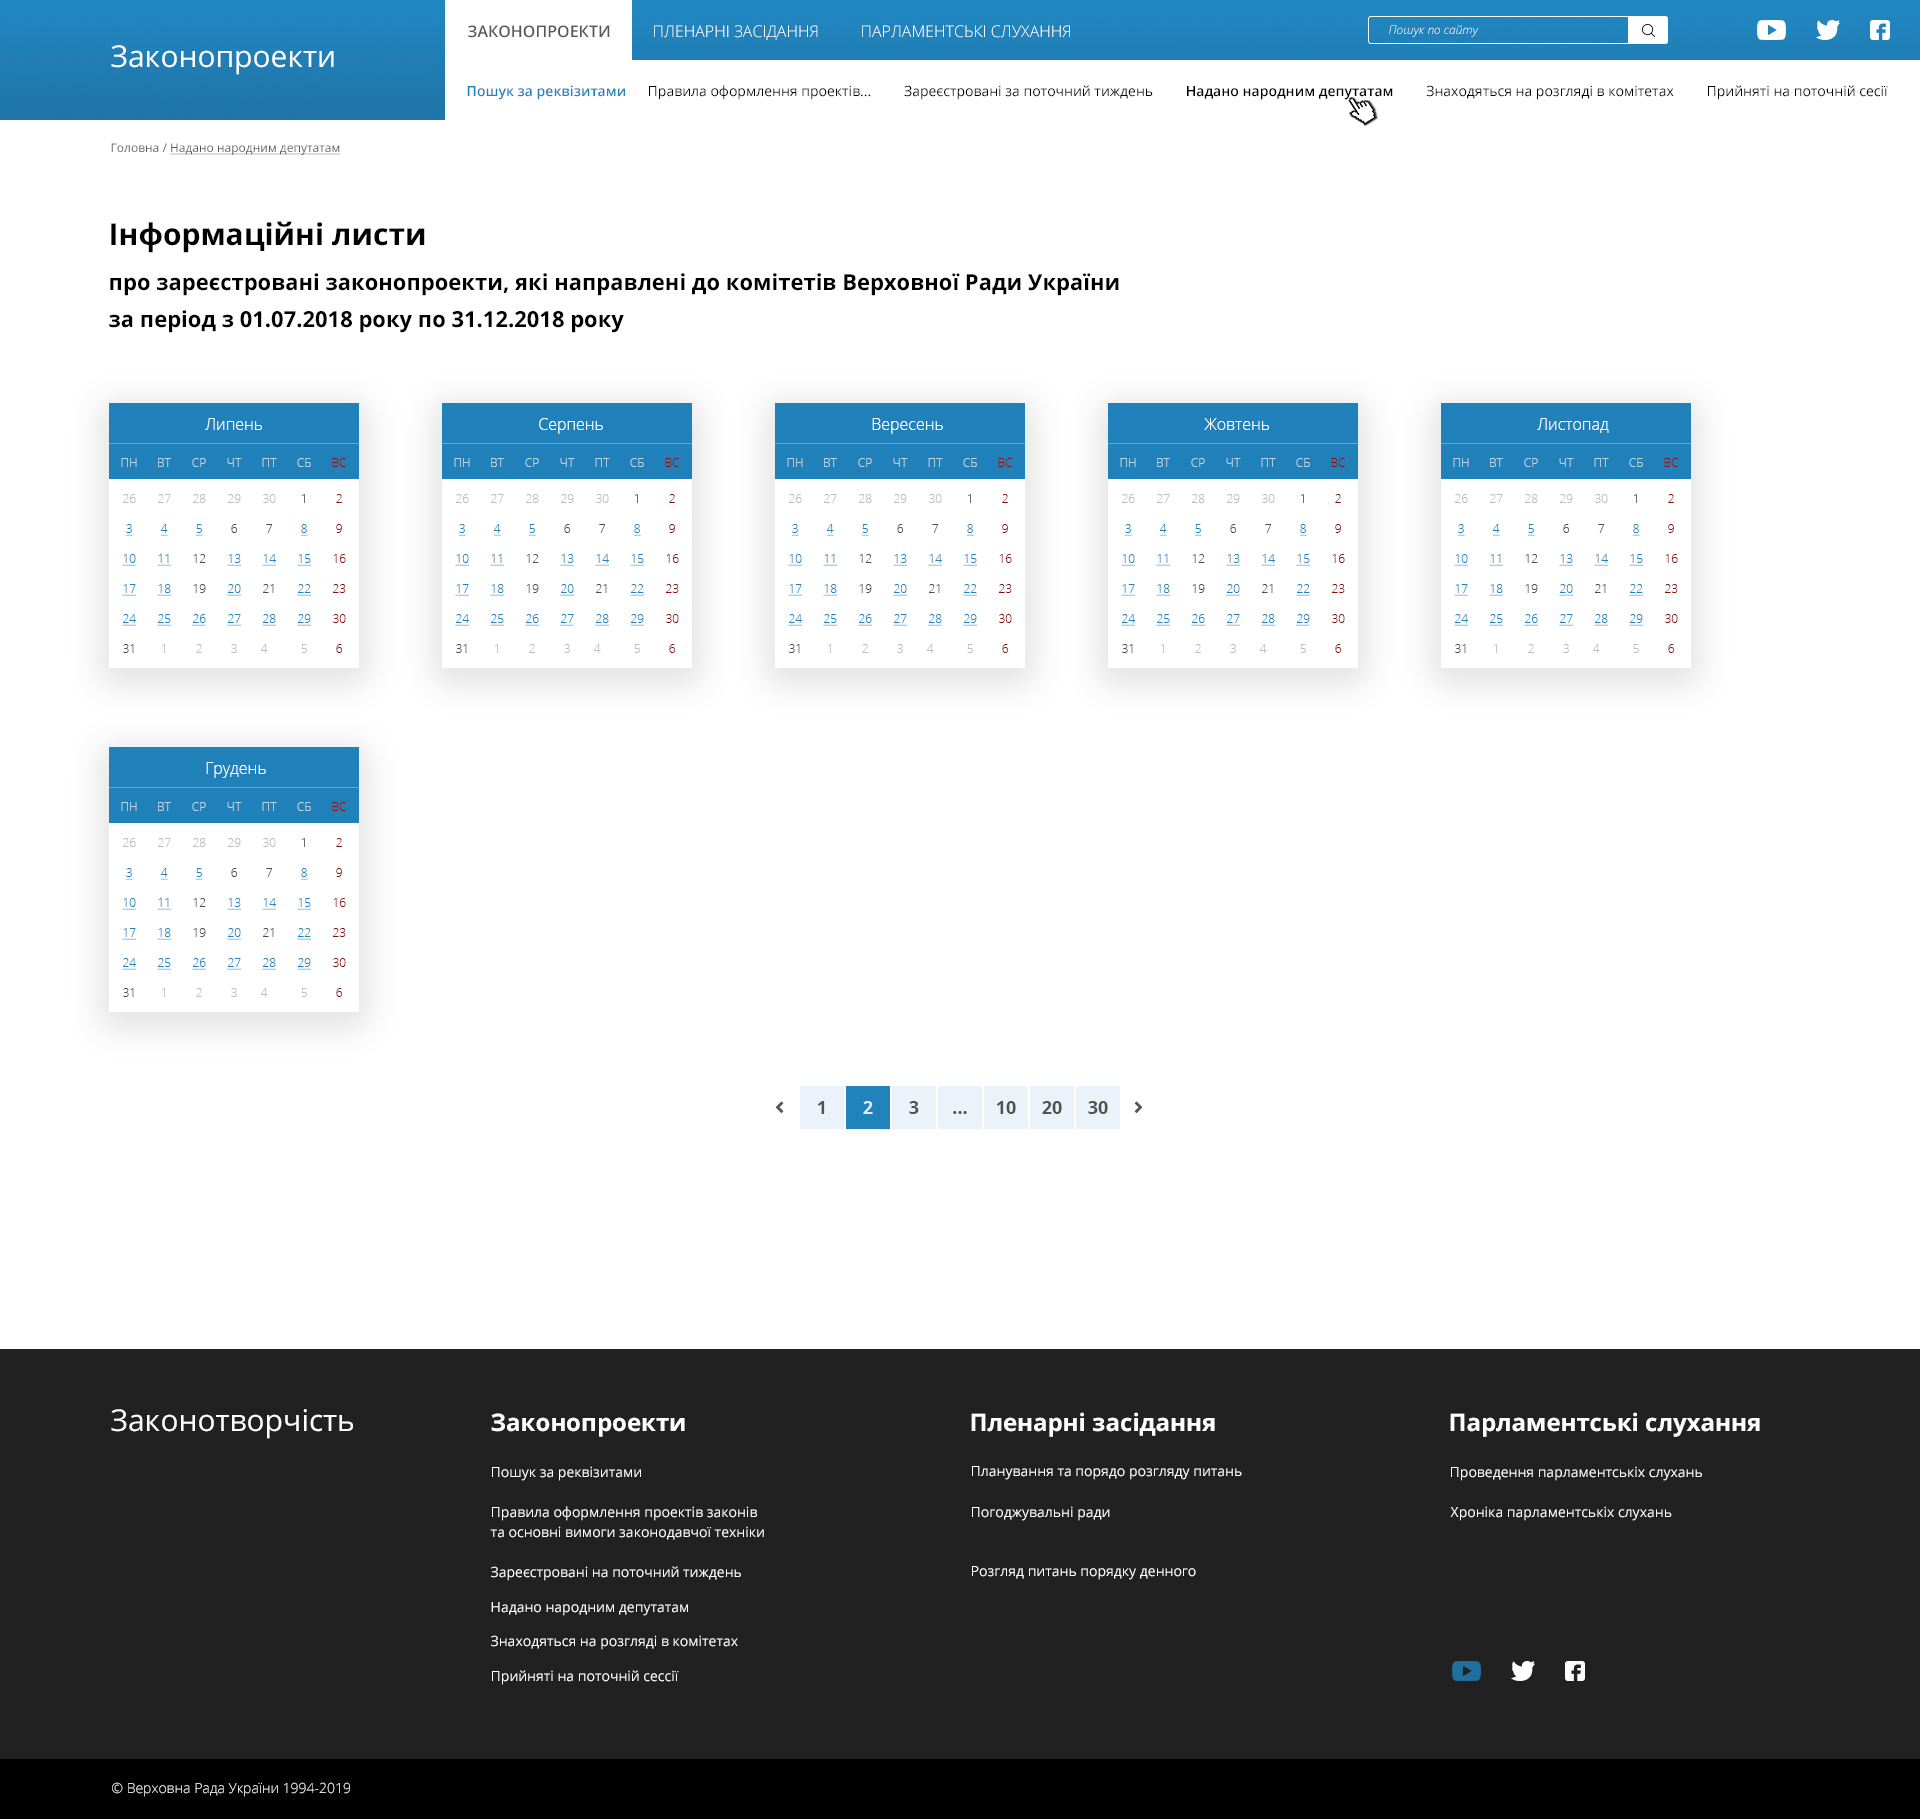 Законопроекти
ЗАКОНОПРОЕКТИ
ПЛЕНАРНІ ЗАСІДАННЯ
ПАРЛАМЕНТСЬКІ СЛУХАННЯ
Пошук по сайту
Пошук за реквізитами
Правила оформлення проектів...
Зареєстровані за поточний тиждень
Надано народним депутатам
Знаходяться на розгляді в комітетах
Прийняті на поточній сесії
Головна / Надано народним депутатам
Інформаційні листи
про зареєстровані законопроекти, які направлені до комітетів Верховної Ради України
за період з 01.07.2018 року по 31.12.2018 року
Липень
ПН ВТ СР ЧТ ПТ СБ ВС
26 27 28 29 30 1 2
3 4 5 6 7 8 9
10 11 12 13 14 15 16
17 18 19 20 21 22 23
24 25 26 27 28 29 30
31 1 2 3 4 5 6
Серпень
ПН ВТ СР ЧТ ПТ СБ ВС
26 27 28 29 30 1 2
3 4 5 6 7 8 9
10 11 12 13 14 15 16
17 18 19 20 21 22 23
24 25 26 27 28 29 30
31 1 2 3 4 5 6
Вересень
ПН ВТ СР ЧТ ПТ СБ ВС
26 27 28 29 30 1 2
3 4 5 6 7 8 9
10 11 12 13 14 15 16
17 18 19 20 21 22 23
24 25 26 27 28 29 30
31 1 2 3 4 5 6
Жовтень
ПН ВТ СР ЧТ ПТ СБ ВС
26 27 28 29 30 1 2
3 4 5 6 7 8 9
10 11 12 13 14 15 16
17 18 19 20 21 22 23
24 25 26 27 28 29 30
31 1 2 3 4 5 6
Листопад
ПН ВТ СР ЧТ ПТ СБ ВС
26 27 28 29 30 1 2
3 4 5 6 7 8 9
10 11 12 13 14 15 16
17 18 19 20 21 22 23
24 25 26 27 28 29 30
31 1 2 3 4 5 6
Грудень
ПН ВТ СР ЧТ ПТ СБ ВС
26 27 28 29 30 1 2
3 4 5 6 7 8 9
10 11 12 13 14 15 16
17 18 19 20 21 22 23
24 25 26 27 28 29 30
31 1 2 3 4 5 6
1 2 3 ... 10 20 30
Законотворчість
Законопроекти
Пошук за реквізитами
Правила оформлення проектів законів
та основні вимоги законодавчої техніки
Зареєстровані на поточний тиждень
Надано народним депутатам
Знаходяться на розгляді в комітетах
Прийняті на поточній сессії
Пленарні засідання
Планування та порядо розгляду питань
Погоджувальні ради
Розгляд питань порядку денного
Парламентські слухання
Проведення парламентськіх слухань
Хроніка парламентськіх слухань
© Верховна Рада України 1994-2019